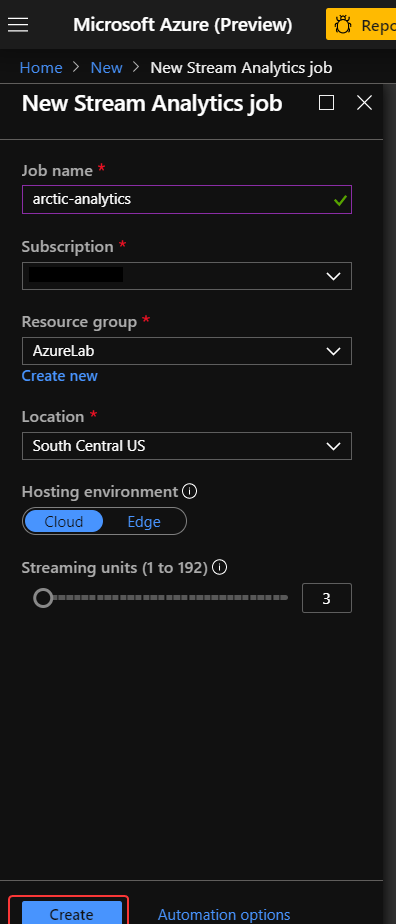 Microsoft Azure (Preview)
Repo
Home > New > New Stream Analytics job
New Stream Analytics job
Job name *
arctic-analytics
Subscription *
Resource group *
AzureLab
Create new
Location *
South Central US
Hosting environment
Cloud Edge
Streaming units (1 to 192)
3
Create Automation options